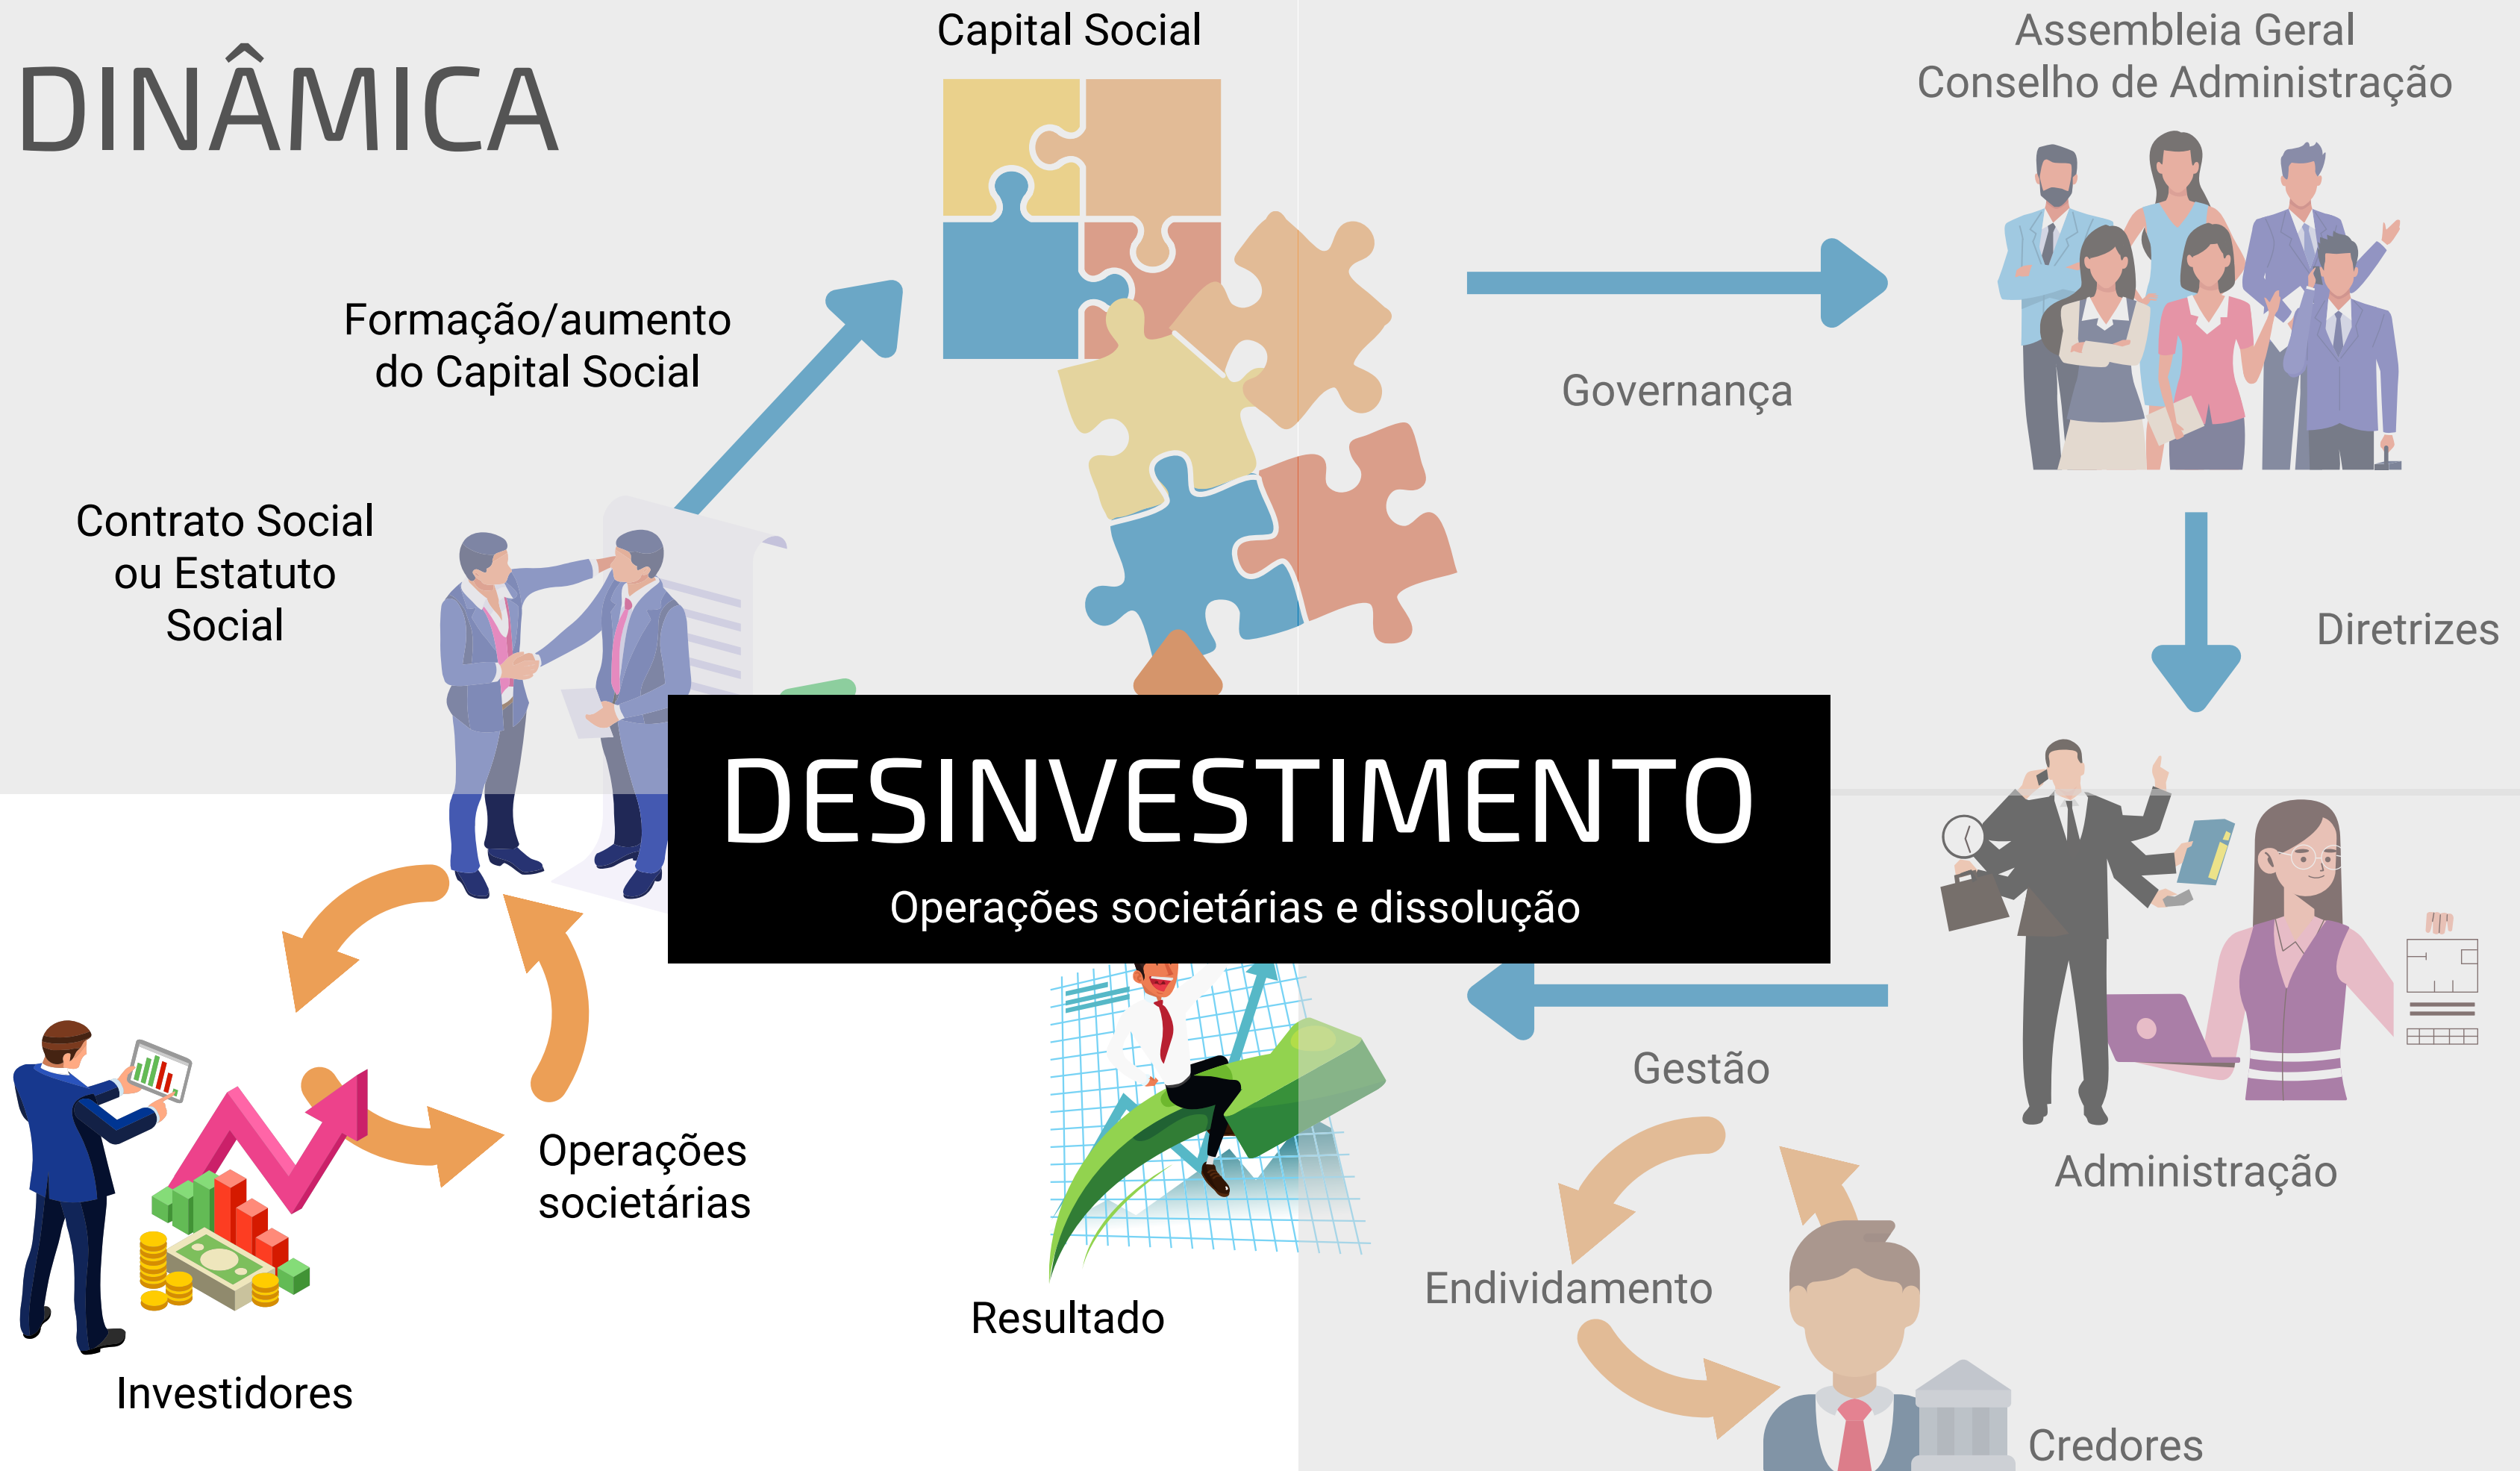 DINÂMICA
Capital Social
Assembleia Geral
Conselho de Administração
Formação/aumento
do Capital Social
Governança
Contrato Social
ou Estatuto
Social
Diretrizes
DESINVESTIMENTO
Operações societárias e dissolução
Gestão
Operações
societárias
Administração
Endividamento
Resultado
Investidores
Credores